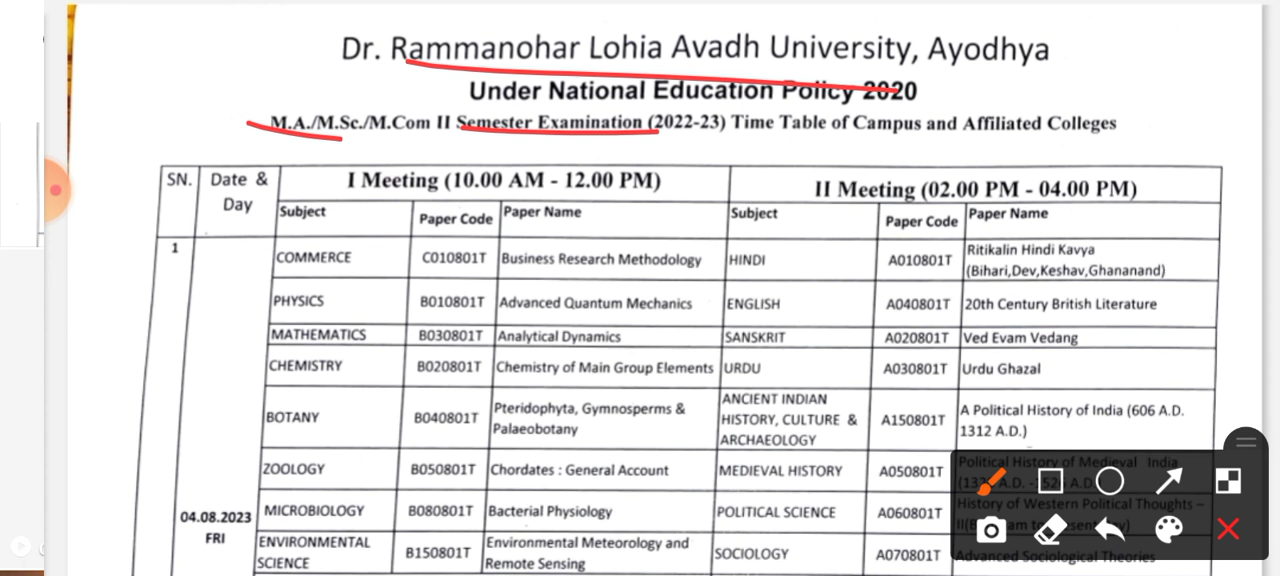 Dr. Rammanohar Lohia Avadh University, Ayodhya
Under National Education Policy 2020
M.A./M.Sc./M.Com II Semester Examination (2022-23) Time Table of Campus and Affiliated Colleges
SN. Date & Day I Meeting (10.00 AM - 12.00 PM) II Meeting (02.00 PM - 04.00 PM)
Subject Paper Code Paper Name Subject Paper Code Paper Name
1
04.08.2023
FRI
COMMERCE C010801T Business Research Methodology HINDI A010801T Ritikalin Hindi Kavya
(Bihari,Dev,Keshav,Ghananand)
PHYSICS B010801T Advanced Quantum Mechanics ENGLISH A040801T 20th Century British Literature
MATHEMATICS B030801T Analytical Dynamics SANSKRIT A020801T Ved Evam Vedang
CHEMISTRY B020801T Chemistry of Main Group Elements URDU A030801T Urdu Ghazal
BOTANY B040801T Pteridophyta, Gymnosperms &
Palaeobotany
ANCIENT INDIAN
HISTORY, CULTURE &
ARCHAEOLOGY
A150801T A Political History of India (606 A.D.
1312 A.D.)
ZOOLOGY B050801T Chordates : General Account MEDIEVAL HISTORY A050801T Political History of Medieval India
MICROBIOLOGY B080801T Bacterial Physiology POLITICAL SCIENCE A060801T History of Western Political Thoughts –
ENVIRONMENTAL
SCIENCE
B150801T Environmental Meteorology and
Remote Sensing
SOCIOLOGY A070801T Advanced Sociological Theories